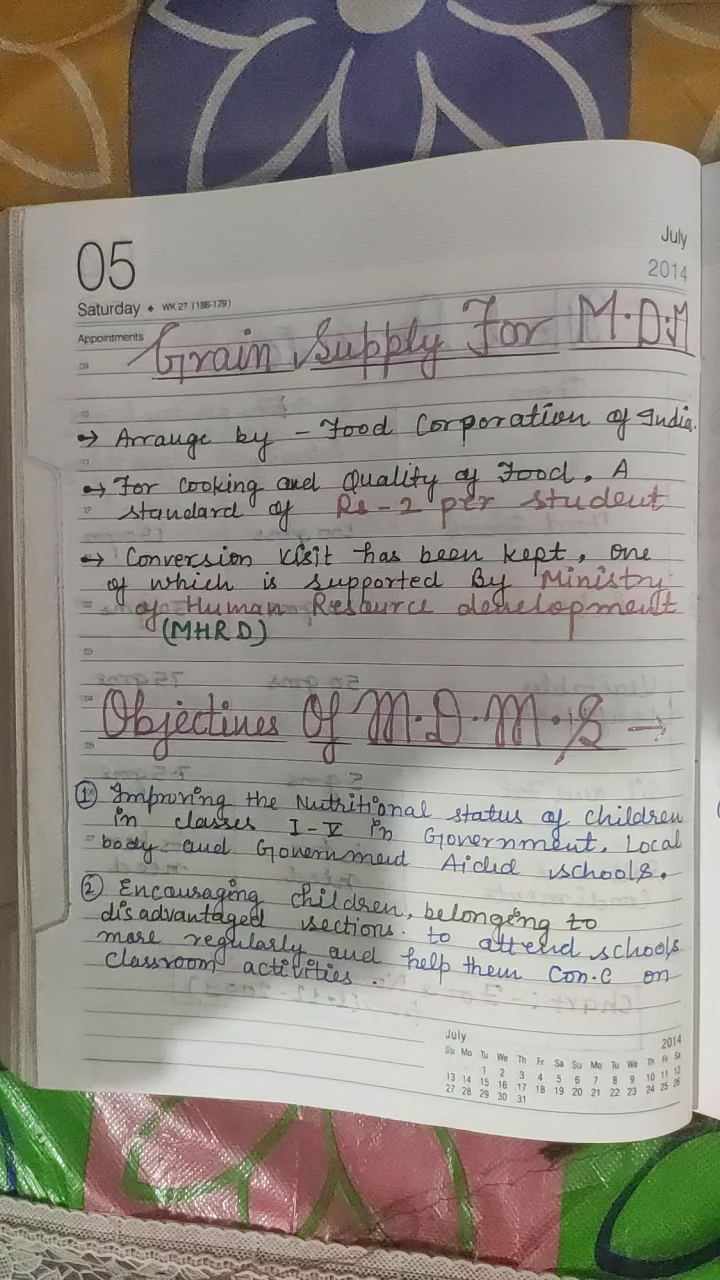 05
July
2014
Saturday ♦ WK 27 (186-179)
Appointments
Grain Supply For M.D.M
→ Arrange by - Food Corporation of India.
→ For cooking and Quality of Food, A
standard of Rs-2 per student
→ Conversion has been kept, one
of which is supported By Ministry
of Human Resource development
(MHRD)
Objectives Of M.D.M.S →
① Improving the Nutritional status of children
in classes I-V in Government, Local
body and Government Aided schools.
② Encouraging children, belonging to
disadvantaged sections. to attend schools
more regularly and help them Con.C on
classroom activities.
July 2014
Su Mo Tu We Th Fr Sa Su Mo Tu We Th Fr Sa
1 2 3 4 5 6 7 8 9 10 11 12
13 14 15 16 17 18 19 20 21 22 23 24 25 26
27 28 29 30 31